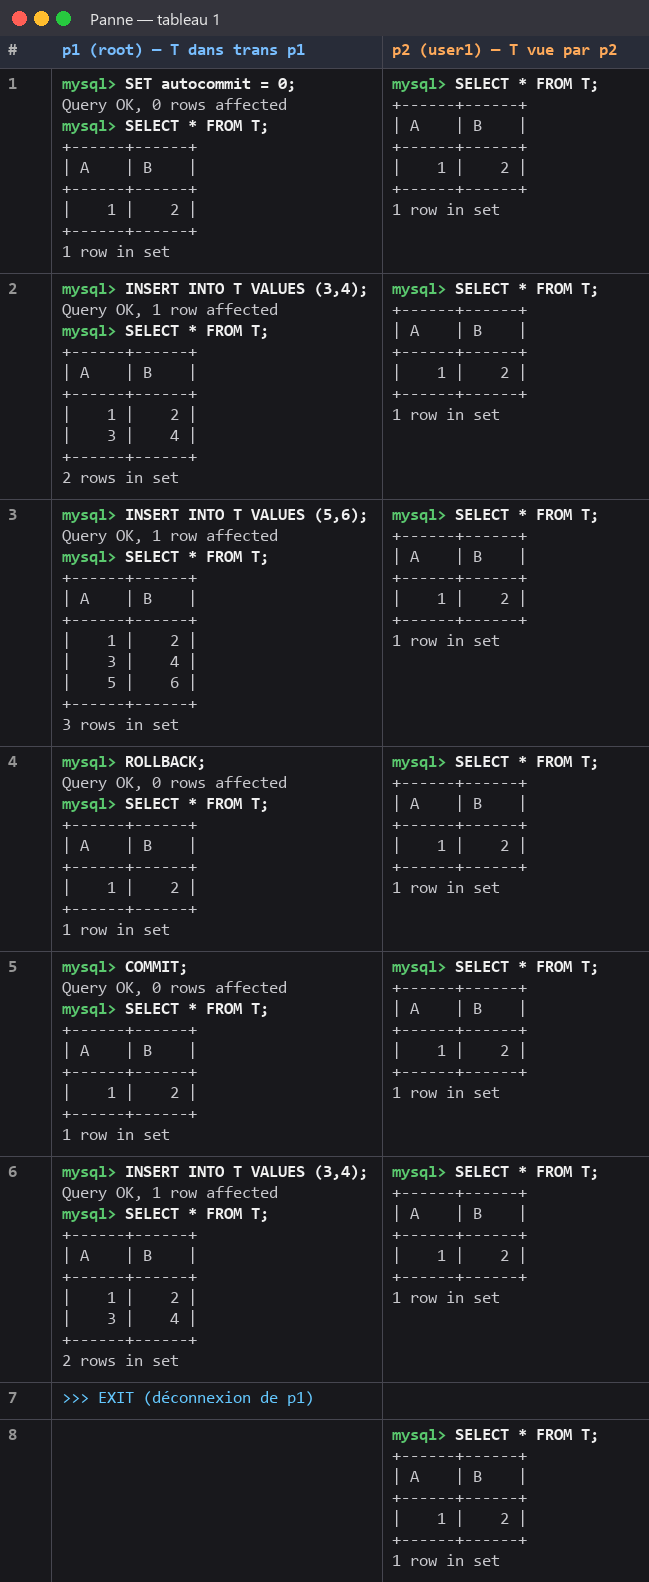 Panne — tableau 1
# p1 (root) — T dans trans p1 p2 (user1) — T vue par p2
1
mysql> SET autocommit = 0;
Query OK, 0 rows affected
mysql> SELECT * FROM T;
+------+------+
| A    | B    |
+------+------+
|    1 |    2 |
+------+------+
1 row in set
mysql> SELECT * FROM T;
+------+------+
| A    | B    |
+------+------+
|    1 |    2 |
+------+------+
1 row in set
2
mysql> INSERT INTO T VALUES (3,4);
Query OK, 1 row affected
mysql> SELECT * FROM T;
+------+------+
| A    | B    |
+------+------+
|    1 |    2 |
|    3 |    4 |
+------+------+
2 rows in set
mysql> SELECT * FROM T;
+------+------+
| A    | B    |
+------+------+
|    1 |    2 |
+------+------+
1 row in set
3
mysql> INSERT INTO T VALUES (5,6);
Query OK, 1 row affected
mysql> SELECT * FROM T;
+------+------+
| A    | B    |
+------+------+
|    1 |    2 |
|    3 |    4 |
|    5 |    6 |
+------+------+
3 rows in set
mysql> SELECT * FROM T;
+------+------+
| A    | B    |
+------+------+
|    1 |    2 |
+------+------+
1 row in set
4
mysql> ROLLBACK;
Query OK, 0 rows affected
mysql> SELECT * FROM T;
+------+------+
| A    | B    |
+------+------+
|    1 |    2 |
+------+------+
1 row in set
mysql> SELECT * FROM T;
+------+------+
| A    | B    |
+------+------+
|    1 |    2 |
+------+------+
1 row in set
5
mysql> COMMIT;
Query OK, 0 rows affected
mysql> SELECT * FROM T;
+------+------+
| A    | B    |
+------+------+
|    1 |    2 |
+------+------+
1 row in set
mysql> SELECT * FROM T;
+------+------+
| A    | B    |
+------+------+
|    1 |    2 |
+------+------+
1 row in set
6
mysql> INSERT INTO T VALUES (3,4);
Query OK, 1 row affected
mysql> SELECT * FROM T;
+------+------+
| A    | B    |
+------+------+
|    1 |    2 |
|    3 |    4 |
+------+------+
2 rows in set
mysql> SELECT * FROM T;
+------+------+
| A    | B    |
+------+------+
|    1 |    2 |
+------+------+
1 row in set
7
>>> EXIT (déconnexion de p1)
8
mysql> SELECT * FROM T;
+------+------+
| A    | B    |
+------+------+
|    1 |    2 |
+------+------+
1 row in set